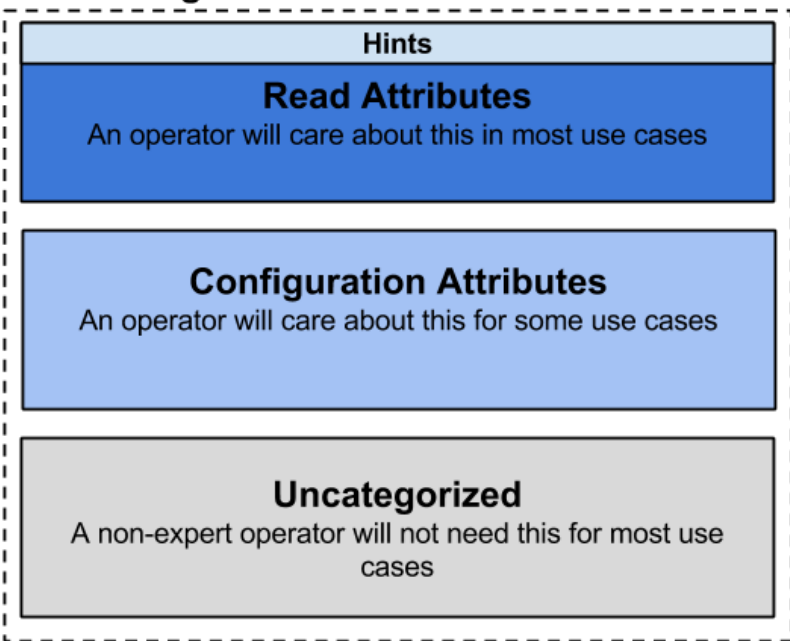 Hints
Read Attributes
An operator will care about this in most use cases
Configuration Attributes
An operator will care about this for some use cases
Uncategorized
A non-expert operator will not need this for most use
cases